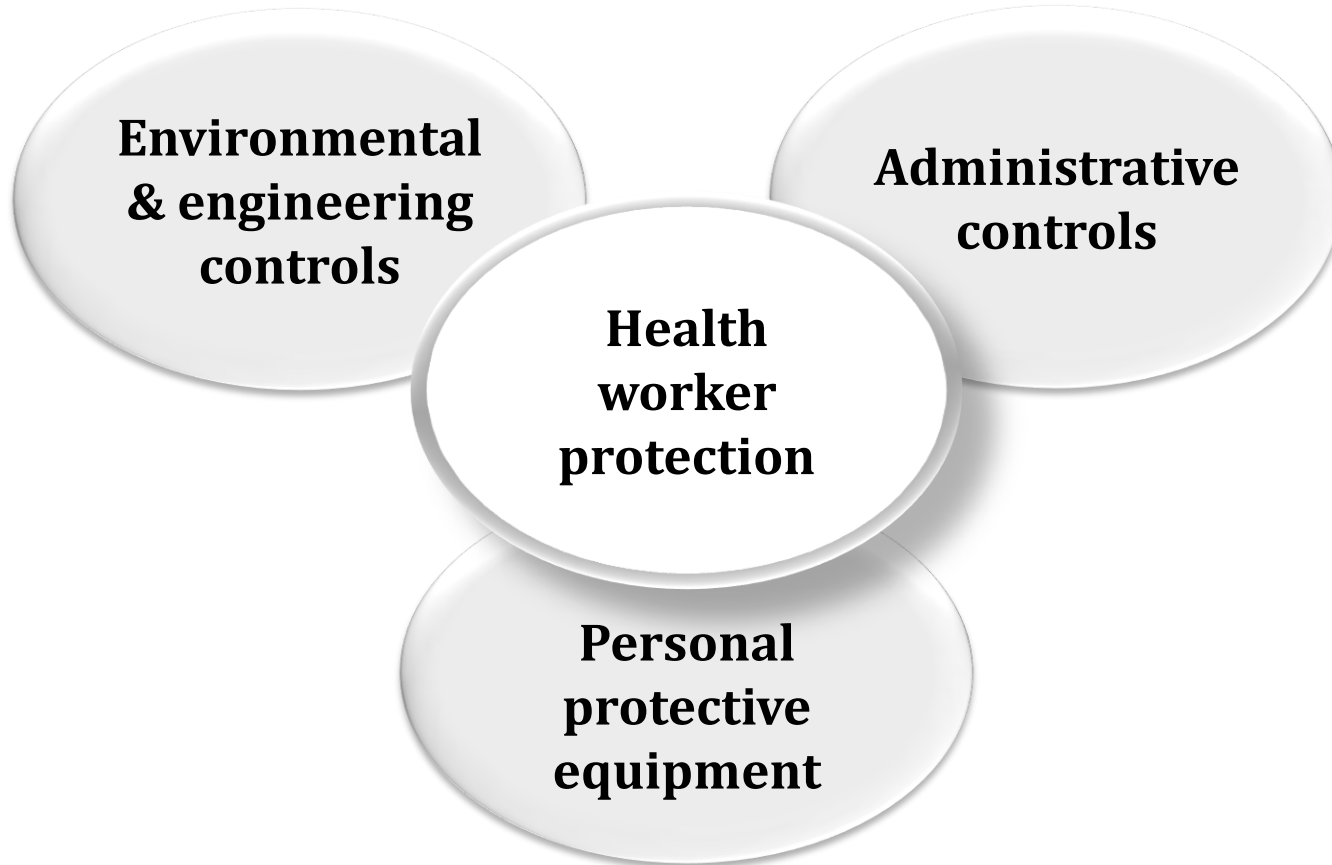 Environmental
& engineering
controls
Administrative
controls
Health
worker
protection
Personal
protective
equipment